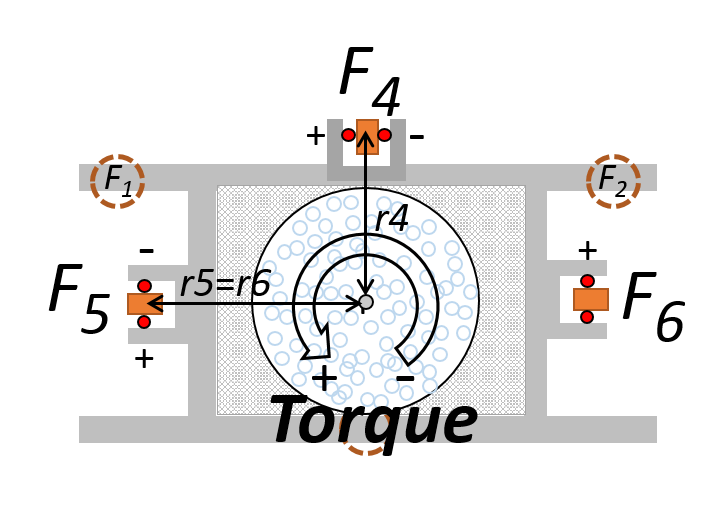 F4
+ -
F1
F2
r4
-
+
r5=r6
F5
F6
+
+ -
Torque